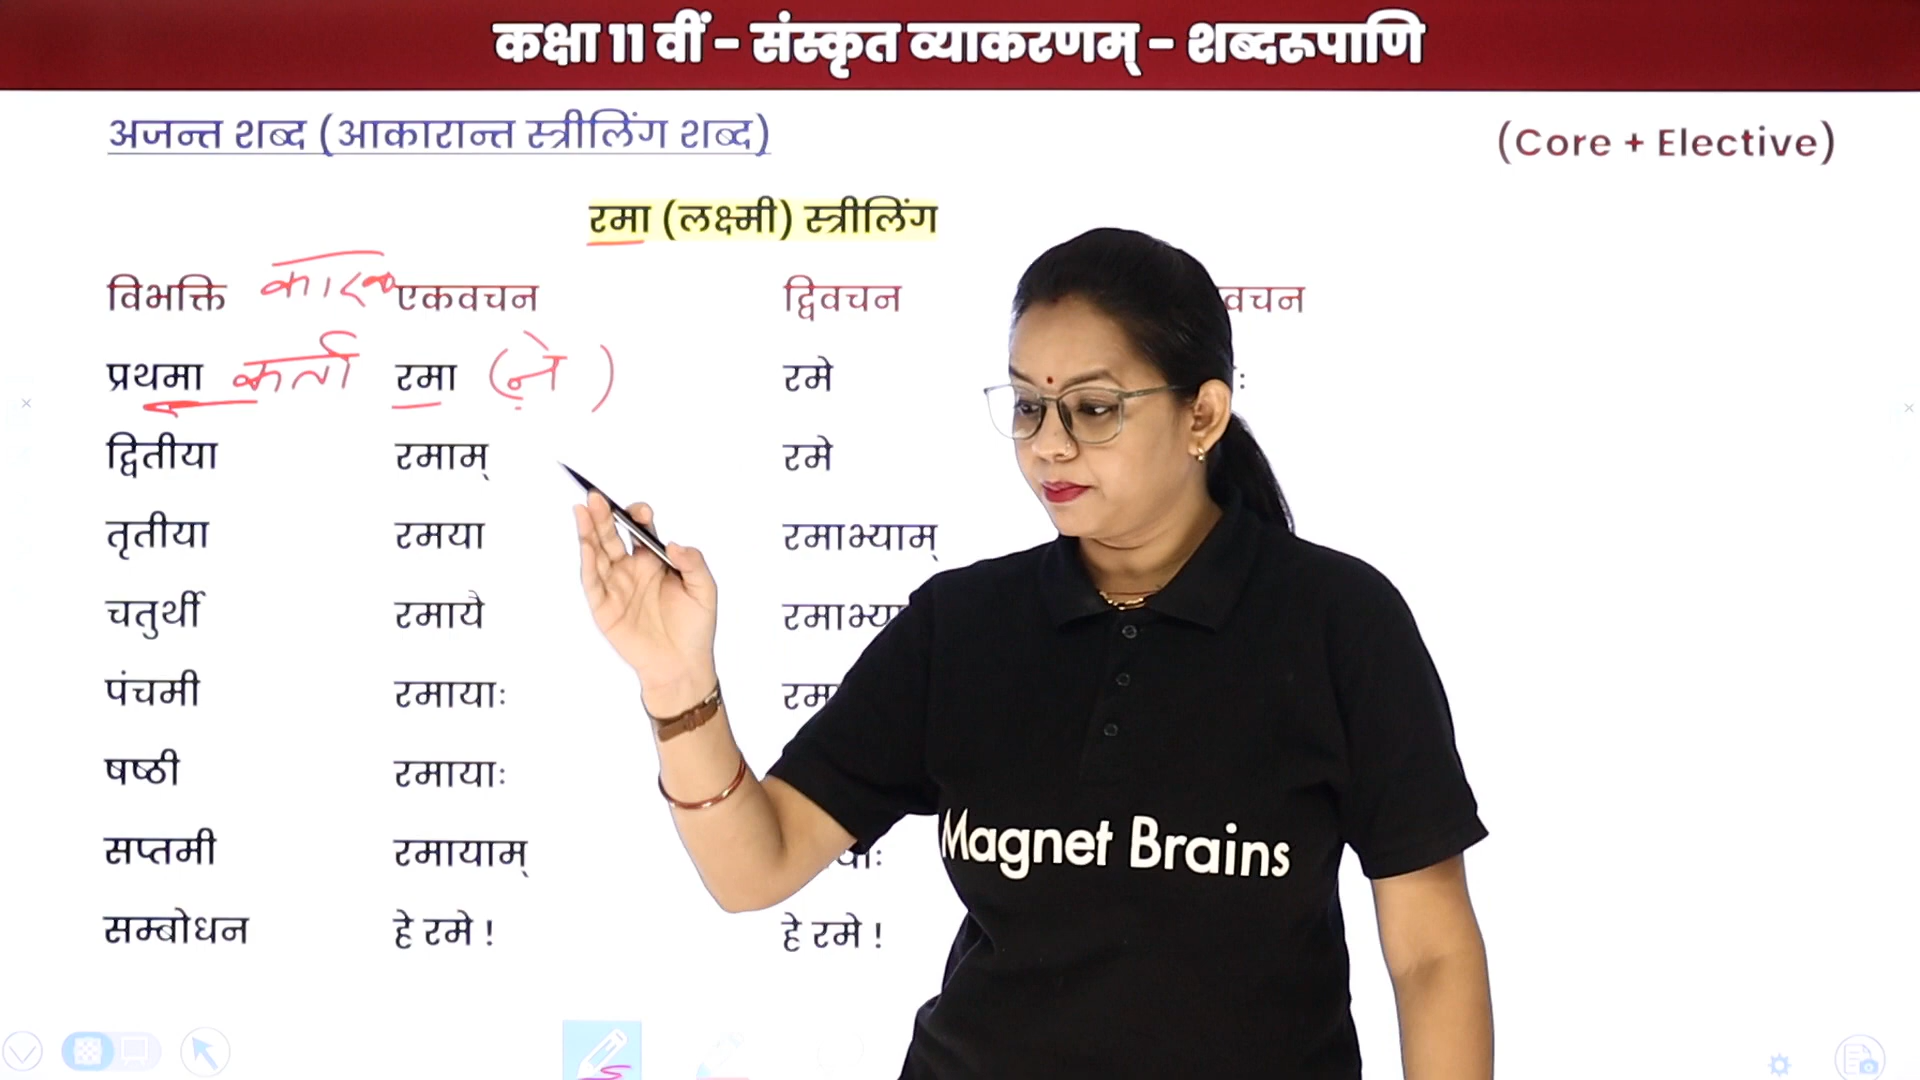 कक्षा 11 वीं - संस्कृत व्याकरणम् - शब्दरूपाणि
अजन्त शब्द (आकारान्त स्त्रीलिंग शब्द) (Core + Elective)
रमा (लक्ष्मी) स्त्रीलिंग
विभक्ति कारक एकवचन द्विवचन वचन
प्रथमा कर्ता रमा (ने) रमे
द्वितीया रमाम् रमे
तृतीया रमया रमाभ्याम्
चतुर्थी रमायै
पंचमी रमायाः
षष्ठी रमायाः
सप्तमी रमायाम्
सम्बोधन हे रमे ! हे रमे !
Magnet Brains